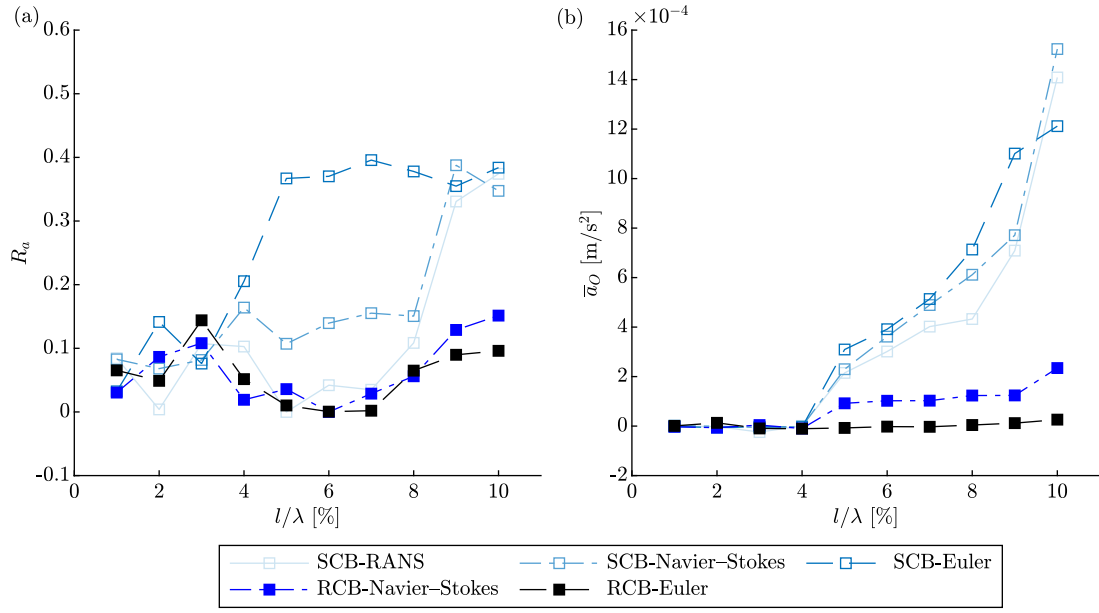 (a)
0.6
0.5
0.4
0.3
0.2
0.1
0
-0.1
R_a
0 2 4 6 8 10
l/λ [%]
(b)
×10⁻⁴
16
14
12
10
8
6
4
2
0
-2
a̅_O [m/s²]
0 2 4 6 8 10
l/λ [%]
SCB-RANS SCB-Navier–Stokes SCB-Euler
RCB-Navier–Stokes RCB-Euler